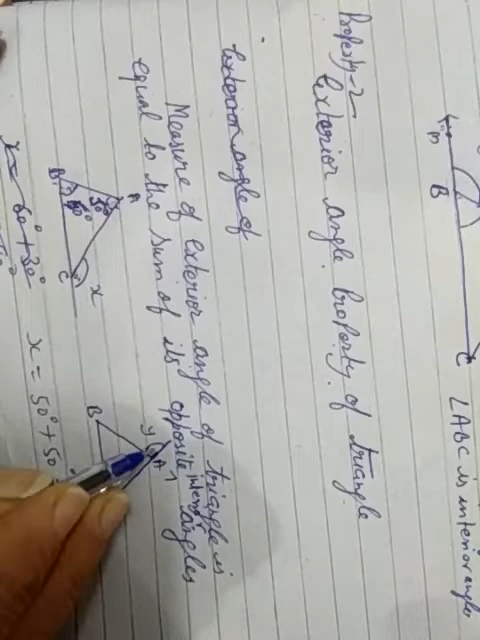 B
C
∠ABC is interior angle
Property-2
Exterior Angle Property of triangle
Exterior angle of
Measure of Exterior angle of triangle is
equal to the sum of its opposite interior angles
A
B
C
x
B
y
A
x = 60° + 30°
x = 50° + 50